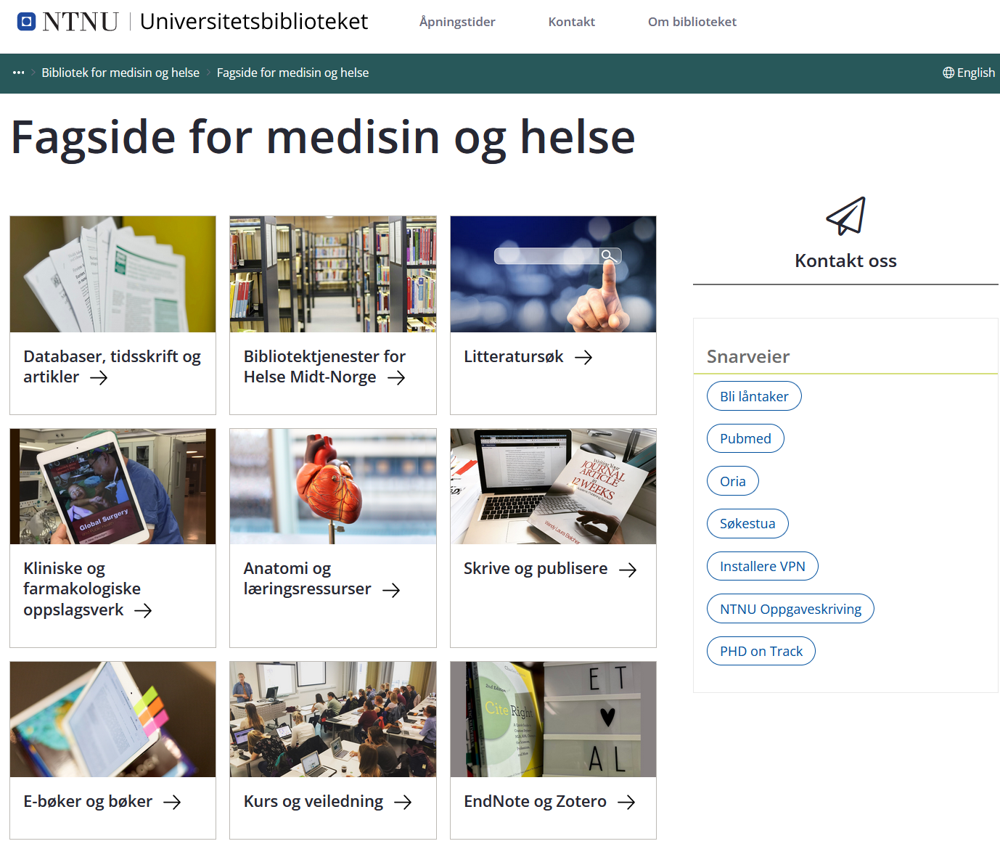 NTNU | Universitetsbiblioteket
Åpningstider
Kontakt
Om biblioteket
Bibliotek for medisin og helse
Fagside for medisin og helse
English
Fagside for medisin og helse
Databaser, tidsskrift og
artikler
Bibliotektjenester for
Helse Midt-Norge
Litteratursøk
Global Surgery
Kliniske og
farmakologiske
oppslagsverk
Anatomi og
læringsressurser
Writing Your
JOURNAL
ARTICLE
in
12 WEEKS
Wendy Laura Belcher
Skrive og publisere
E-bøker og bøker
Kurs og veiledning
2nd Edition
Cite Right
ET
♥
AL
EndNote og Zotero
Kontakt oss
Snarveier
Bli låntaker
Pubmed
Oria
Søkestua
Installere VPN
NTNU Oppgaveskriving
PHD on Track